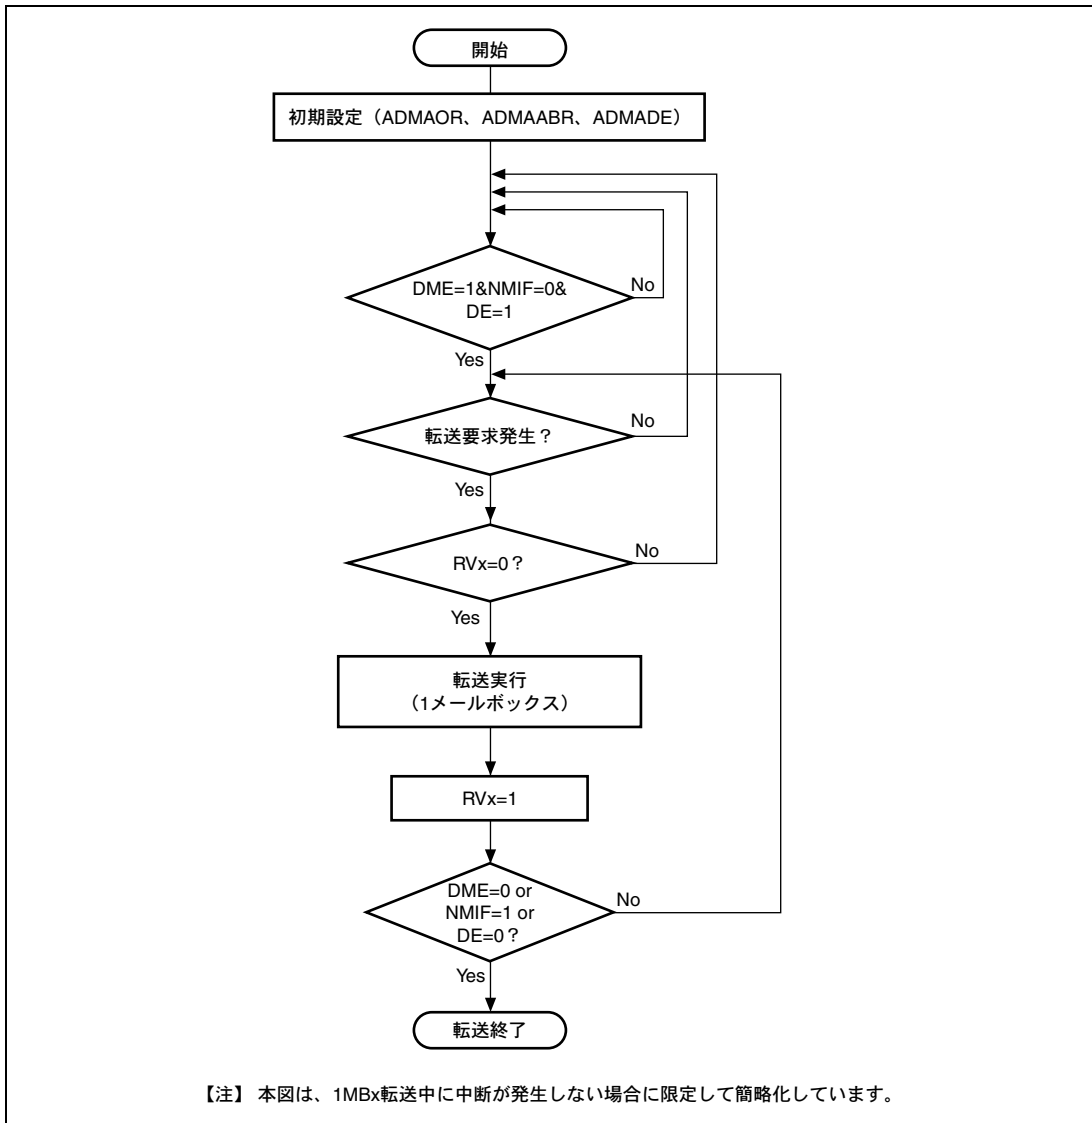 開始
初期設定（ADMAOR、ADMAABR、ADMADE）
DME=1&NMIF=0&
DE=1
No
Yes
転送要求発生？
No
Yes
RVx=0？
No
Yes
転送実行
（1メールボックス）
RVx=1
DME=0 or
NMIF=1 or
DE=0？
No
Yes
転送終了
【注】 本図は、1MBx転送中に中断が発生しない場合に限定して簡略化しています。